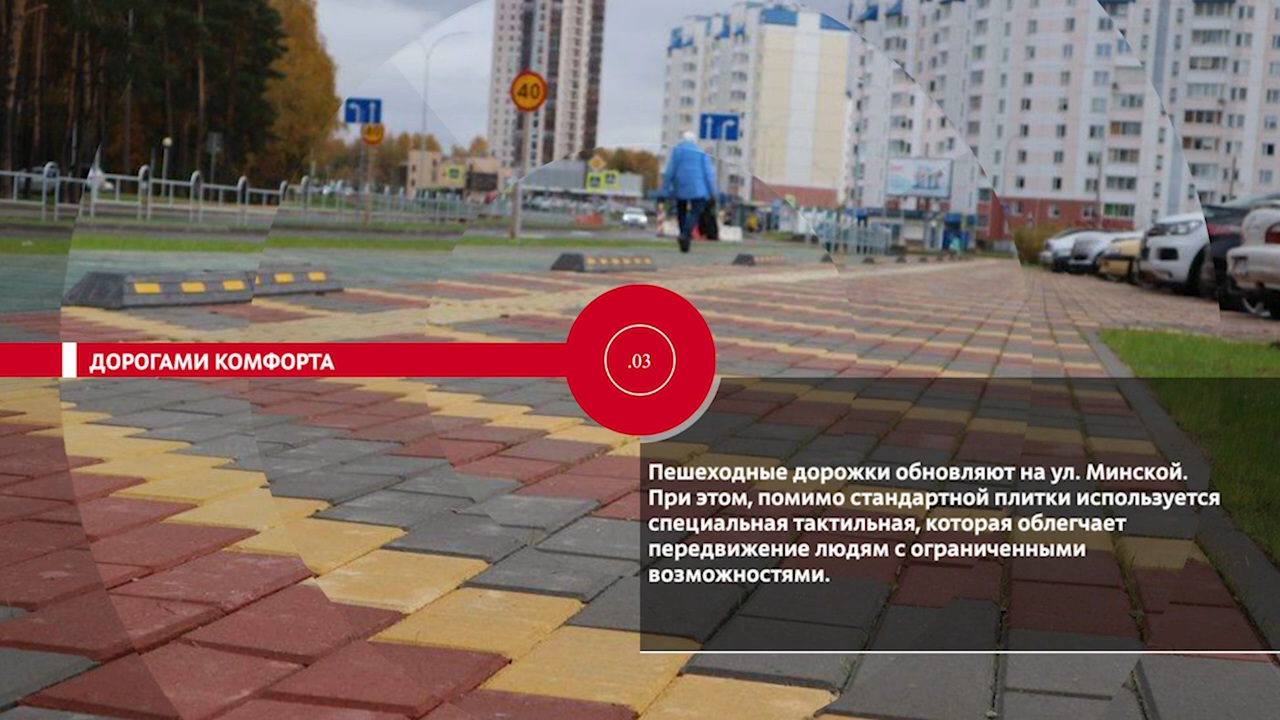 40
40
ДОРОГАМИ КОМФОРТА
.03
Пешеходные дорожки обновляют на ул. Минской.
При этом, помимо стандартной плитки используется
специальная тактильная, которая облегчает
передвижение людям с ограниченными
возможностями.